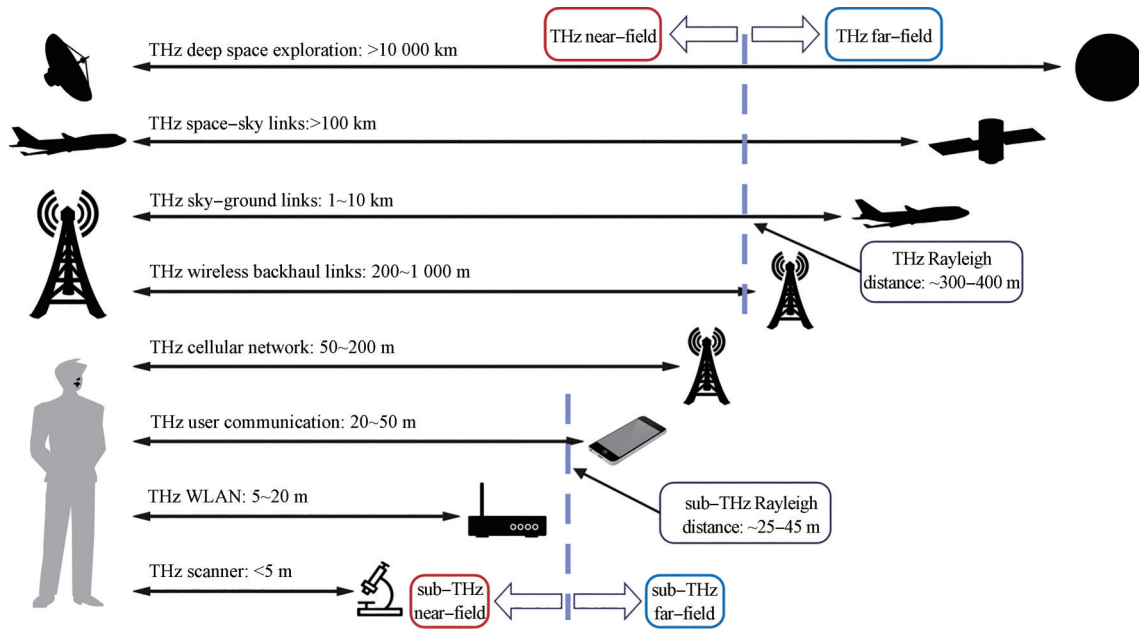 THz near–field
THz far–field
THz deep space exploration: >10 000 km
THz space–sky links:>100 km
THz sky–ground links: 1~10 km
THz Rayleigh
distance: ~300–400 m
THz wireless backhaul links: 200~1 000 m
THz cellular network: 50~200 m
THz user communication: 20~50 m
THz WLAN: 5~20 m
sub–THz Rayleigh
distance: ~25–45 m
THz scanner: <5 m
sub–THz
near–field
sub–THz
far–field